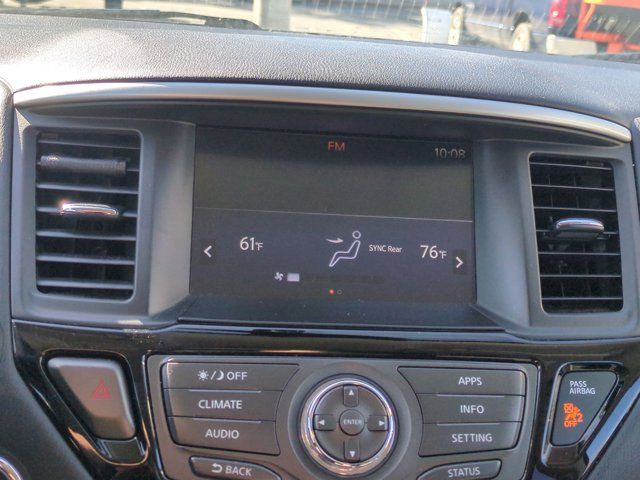 FM
10:08
61°F
SYNC Rear
76°F
OFF
CLIMATE
AUDIO
BACK
ENTER
APPS
INFO
SETTING
STATUS
PASS
AIRBAG
2
OFF